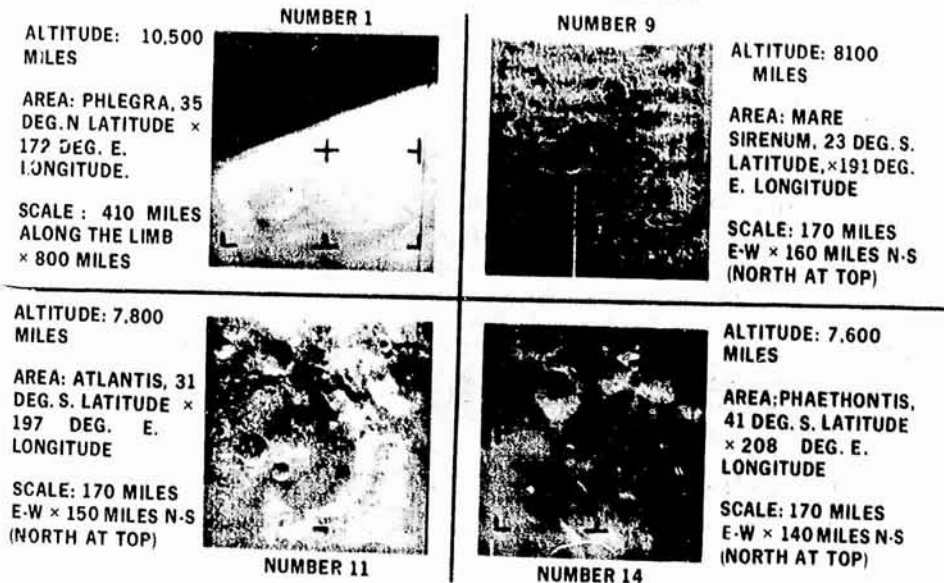 NUMBER 1
ALTITUDE: 10,500
MILES
AREA: PHLEGRA, 35
DEG.N LATITUDE ×
172 DEG. E.
LONGITUDE.
SCALE : 410 MILES
ALONG THE LIMB
× 800 MILES
NUMBER 9
ALTITUDE: 8100
MILES
AREA: MARE
SIRENUM, 23 DEG. S.
LATITUDE,×191 DEG.
E. LONGITUDE
SCALE: 170 MILES
E-W × 160 MILES N-S
(NORTH AT TOP)
ALTITUDE: 7,800
MILES
AREA: ATLANTIS, 31
DEG. S. LATITUDE ×
197 DEG. E.
LONGITUDE
SCALE: 170 MILES
E-W × 150 MILES N-S
(NORTH AT TOP)
NUMBER 11
ALTITUDE: 7,600
MILES
AREA:PHAETHONTIS,
41 DEG. S. LATITUDE
× 208 DEG. E.
LONGITUDE
SCALE: 170 MILES
E-W × 140 MILES N-S
(NORTH AT TOP)
NUMBER 14